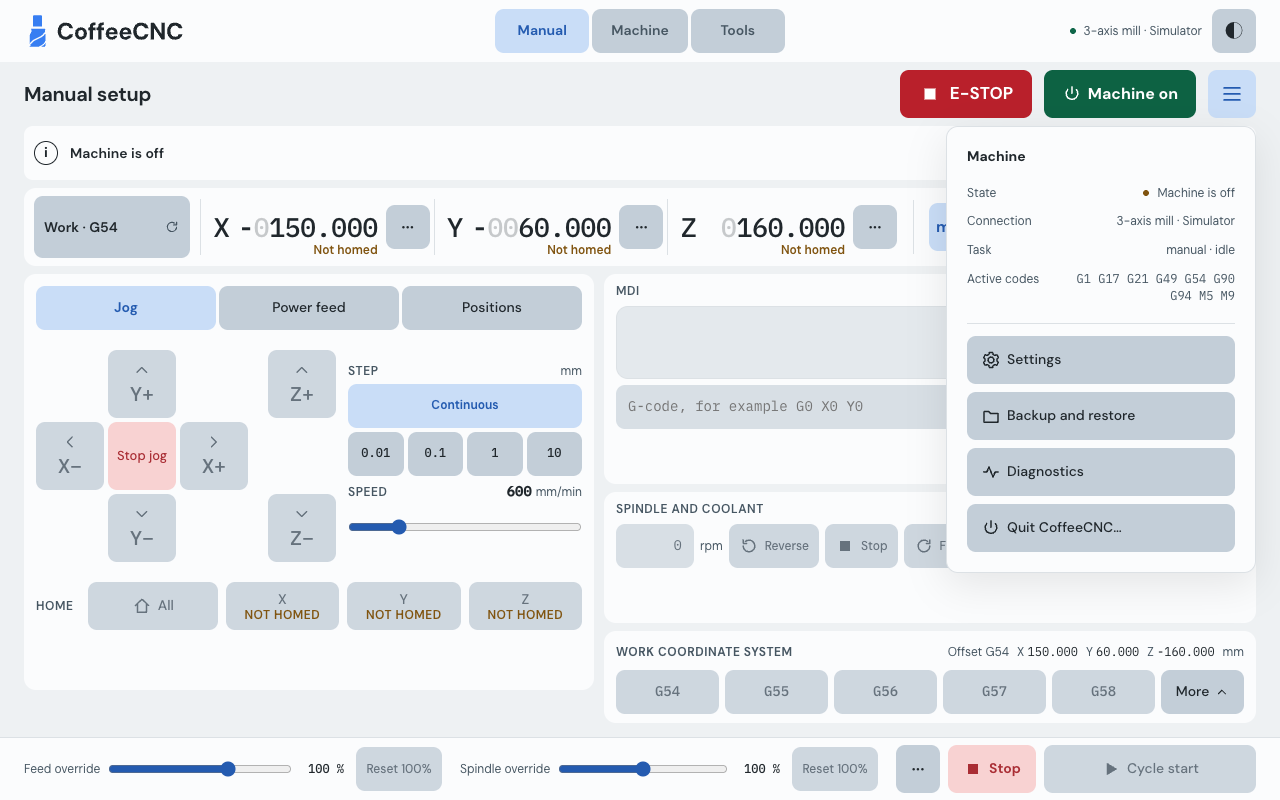 CoffeeCNC
Manual
Machine
Tools
3-axis mill · Simulator
Manual setup
E-STOP
Machine on
i
Machine is off
Machine
State
Machine is off
Connection
3-axis mill · Simulator
Task
manual · idle
Active codes
G1 G17 G21 G49 G54 G90
G94 M5 M9
Settings
Backup and restore
Diagnostics
Quit CoffeeCNC…
Work · G54
X -0150.000
Not homed
Y -0060.000
Not homed
Z 0160.000
Not homed
Jog
Power feed
Positions
Y+
Z+
X−
Stop jog
X+
Y−
Z−
STEP
mm
Continuous
0.01
0.1
1
10
SPEED
600 mm/min
HOME
All
X
NOT HOMED
Y
NOT HOMED
Z
NOT HOMED
MDI
G-code, for example G0 X0 Y0
SPINDLE AND COOLANT
0
rpm
Reverse
Stop
WORK COORDINATE SYSTEM
Offset G54 X 150.000 Y 60.000 Z -160.000 mm
G54
G55
G56
G57
G58
More
Feed override
100 %
Reset 100%
Spindle override
100 %
Reset 100%
Stop
Cycle start